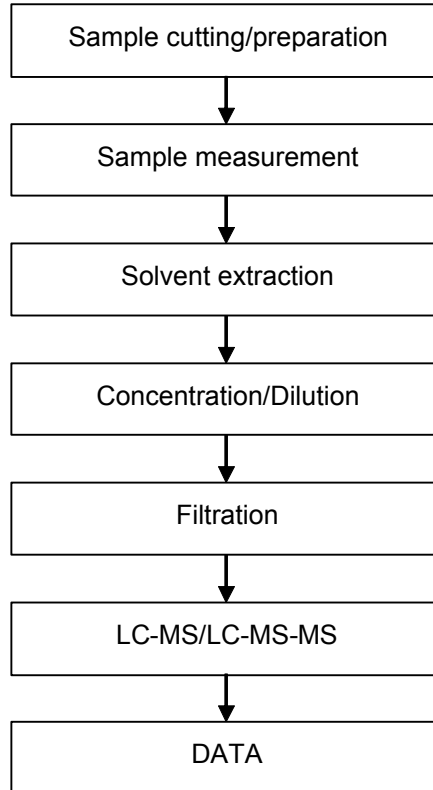 Sample cutting/preparation
Sample measurement
Solvent extraction
Concentration/Dilution
Filtration
LC-MS/LC-MS-MS
DATA